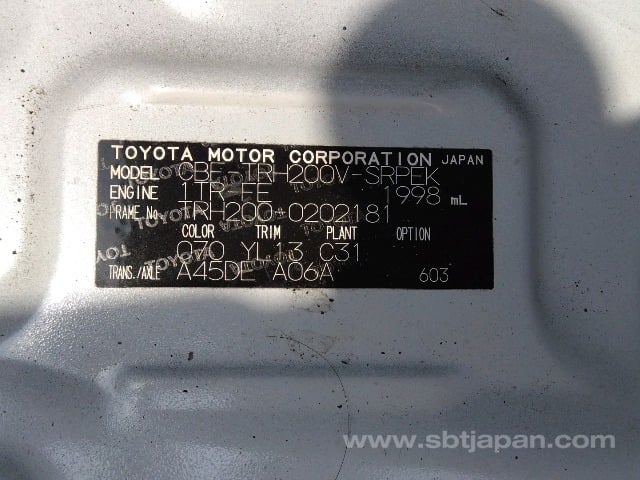 TOYOTA MOTOR CORPORATION JAPAN
MODEL CBF-TRH200V-SRPEK
ENGINE 1TR-FE 1998 mL
FRAME No. TRH200-0202181
COLOR TRIM PLANT OPTION
070 YL13 C31
TRANS./AXLE A45DE A06A 603
www.sbtjapan.com